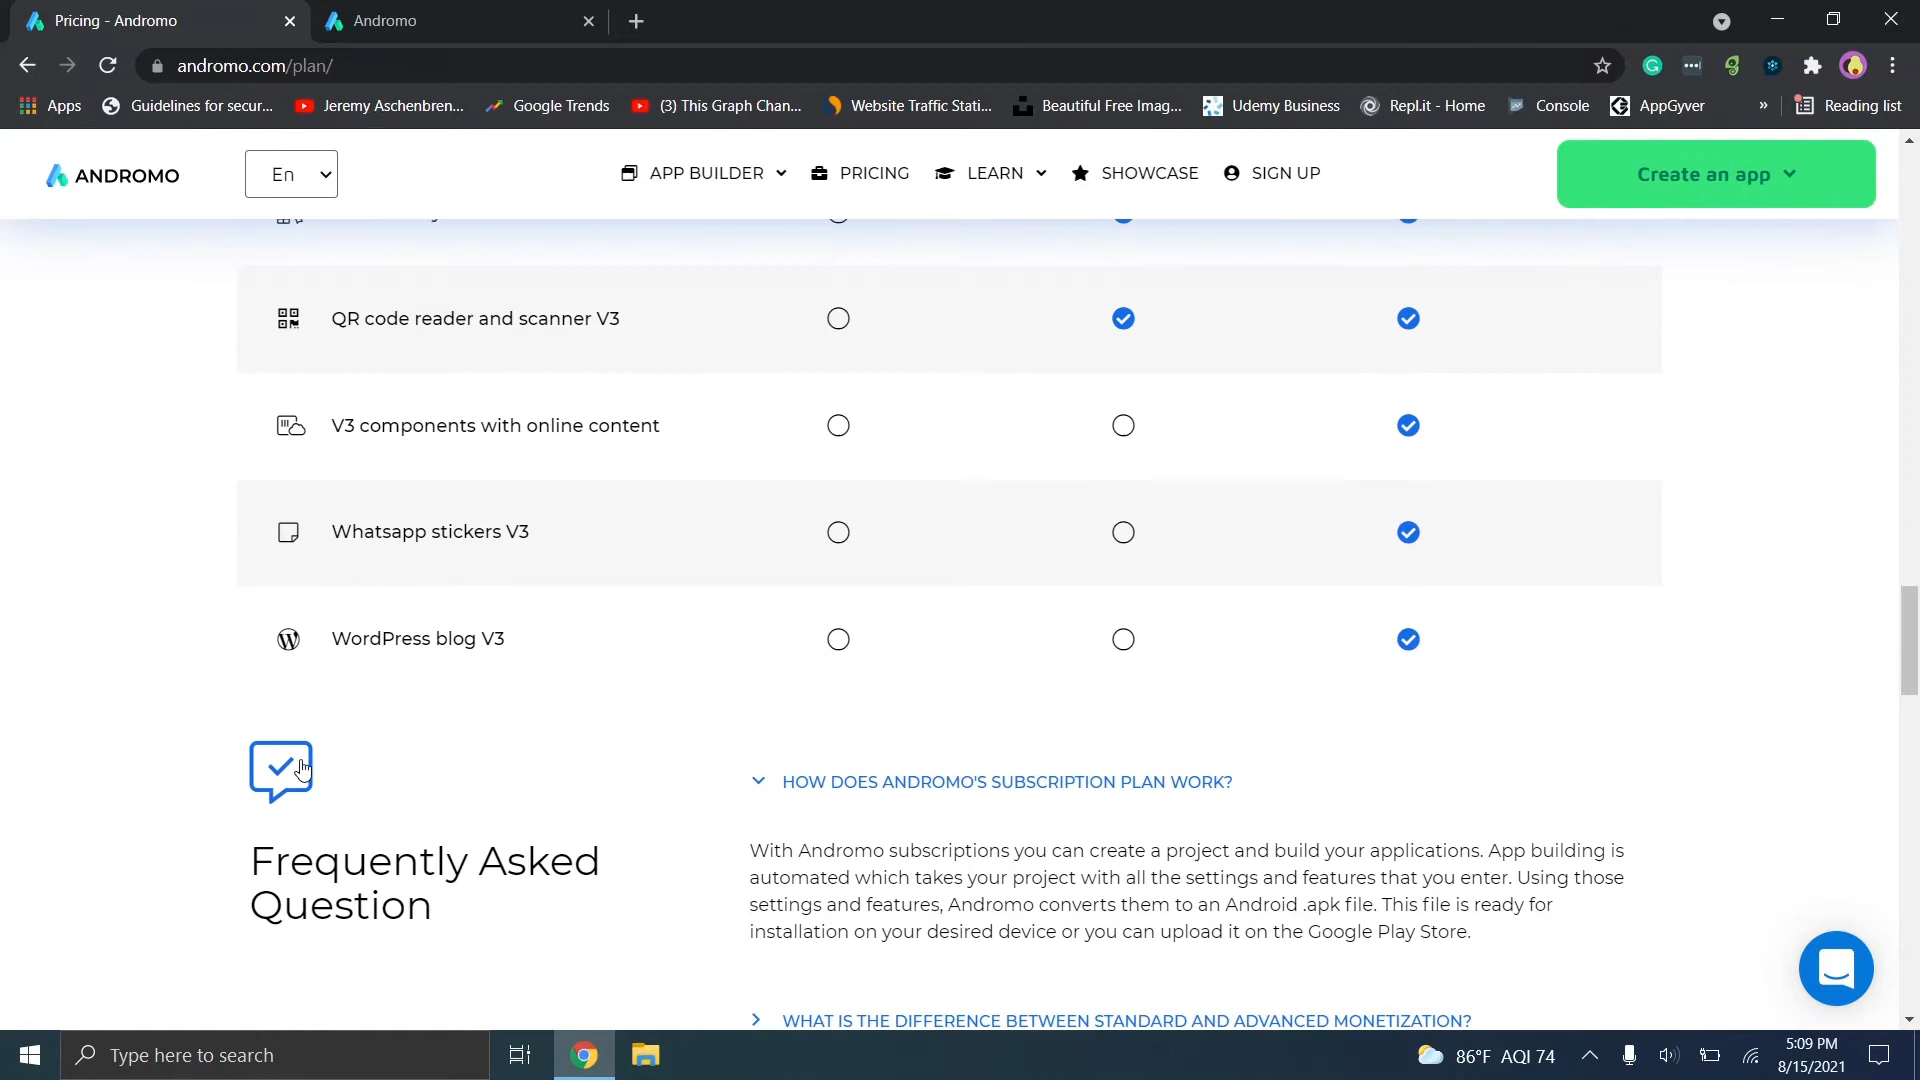 Pricing - Andromo
Andromo
andromo.com/plan/
Apps
Guidelines for secur...
Jeremy Aschenbren...
Google Trends
(3) This Graph Chan...
Website Traffic Stati...
Beautiful Free Imag...
Udemy Business
Repl.it - Home
Console
AppGyver
»
Reading list
ANDROMO
En
APP BUILDER
PRICING
LEARN
SHOWCASE
SIGN UP
Create an app
QR code reader and scanner V3
V3 components with online content
Whatsapp stickers V3
WordPress blog V3
HOW DOES ANDROMO'S SUBSCRIPTION PLAN WORK?
Frequently Asked
Question
With Andromo subscriptions you can create a project and build your applications. App building is
automated which takes your project with all the settings and features that you enter. Using those
settings and features, Andromo converts them to an Android .apk file. This file is ready for
installation on your desired device or you can upload it on the Google Play Store.
WHAT IS THE DIFFERENCE BETWEEN STANDARD AND ADVANCED MONETIZATION?
Type here to search
86°F AQI 74
5:09 PM
8/15/2021